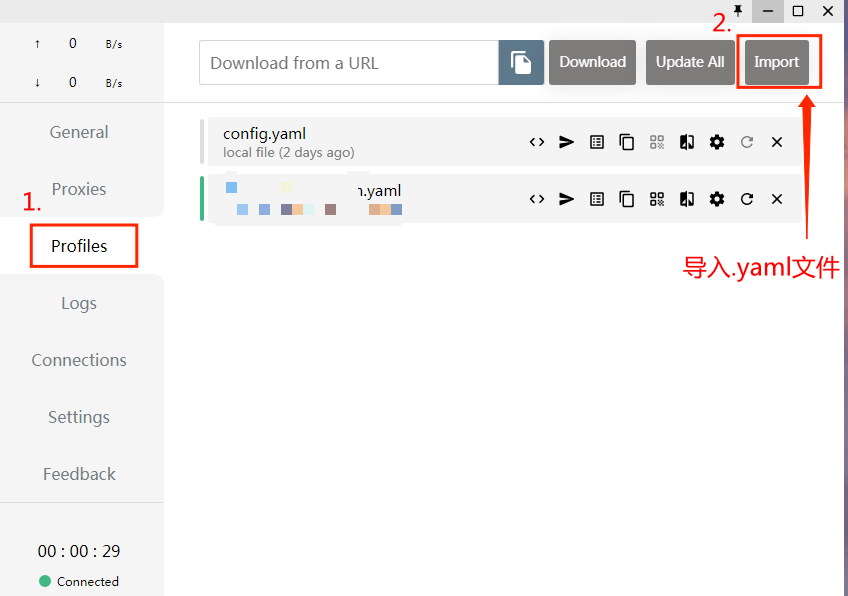 2.
↑ 0 B/s
↓ 0 B/s
Download from a URL
Download
Update All
Import
General
Proxies
1.
Profiles
Logs
Connections
Settings
Feedback
00 : 00 : 29
Connected
config.yaml
local file (2 days ago)
.yaml
导入.yaml文件